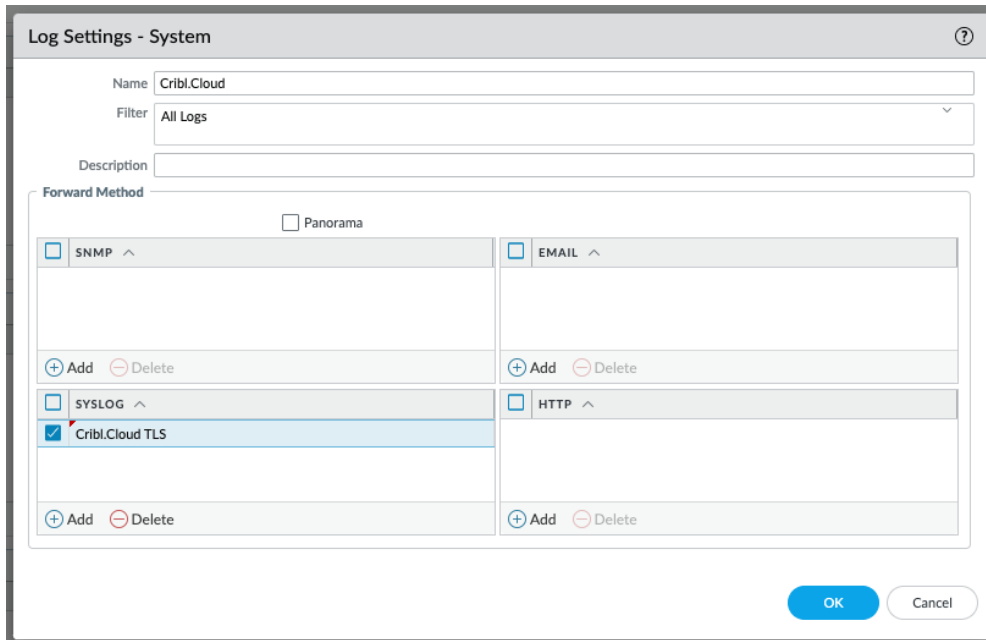 Log Settings - System
?
Name Cribl.Cloud
Filter All Logs
Description
Forward Method
Panorama
SNMP
EMAIL
Add Delete
Add Delete
SYSLOG
HTTP
Cribl.Cloud TLS
Add Delete
Add Delete
OK Cancel